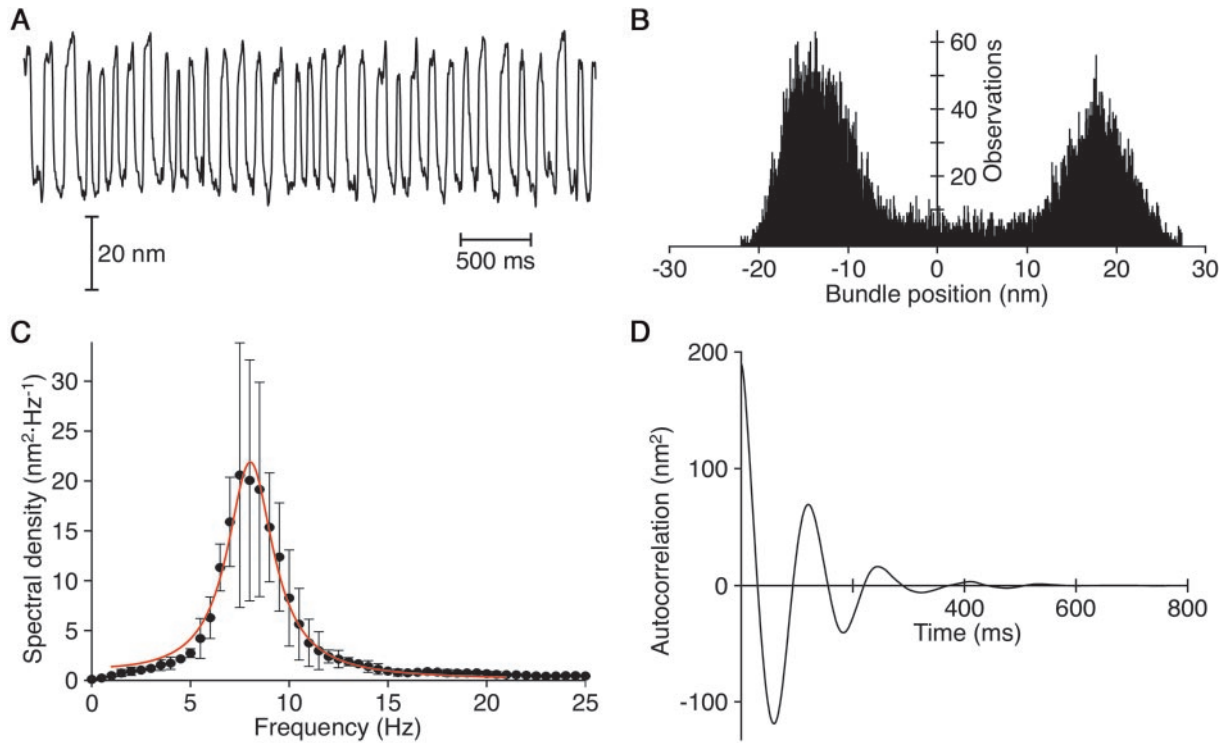 A
20 nm
500 ms
B
60
40
20
Observations
-30
-20
-10
0
10
20
30
Bundle position (nm)
C
30
25
20
15
10
5
0
Spectral density (nm²·Hz⁻¹)
0
5
10
15
20
25
Frequency (Hz)
D
200
100
0
-100
Autocorrelation (nm²)
400
600
800
Time (ms)